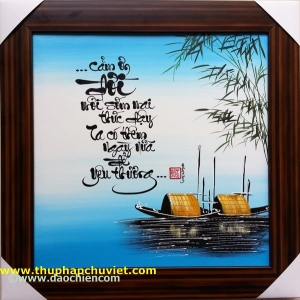 ...cảm ơn
đời
mỗi sớm mai
thức dậy
Ta có thêm
ngày nữa
để
yêu thương...
www.thuphapchuviet.com
www.daochien.com